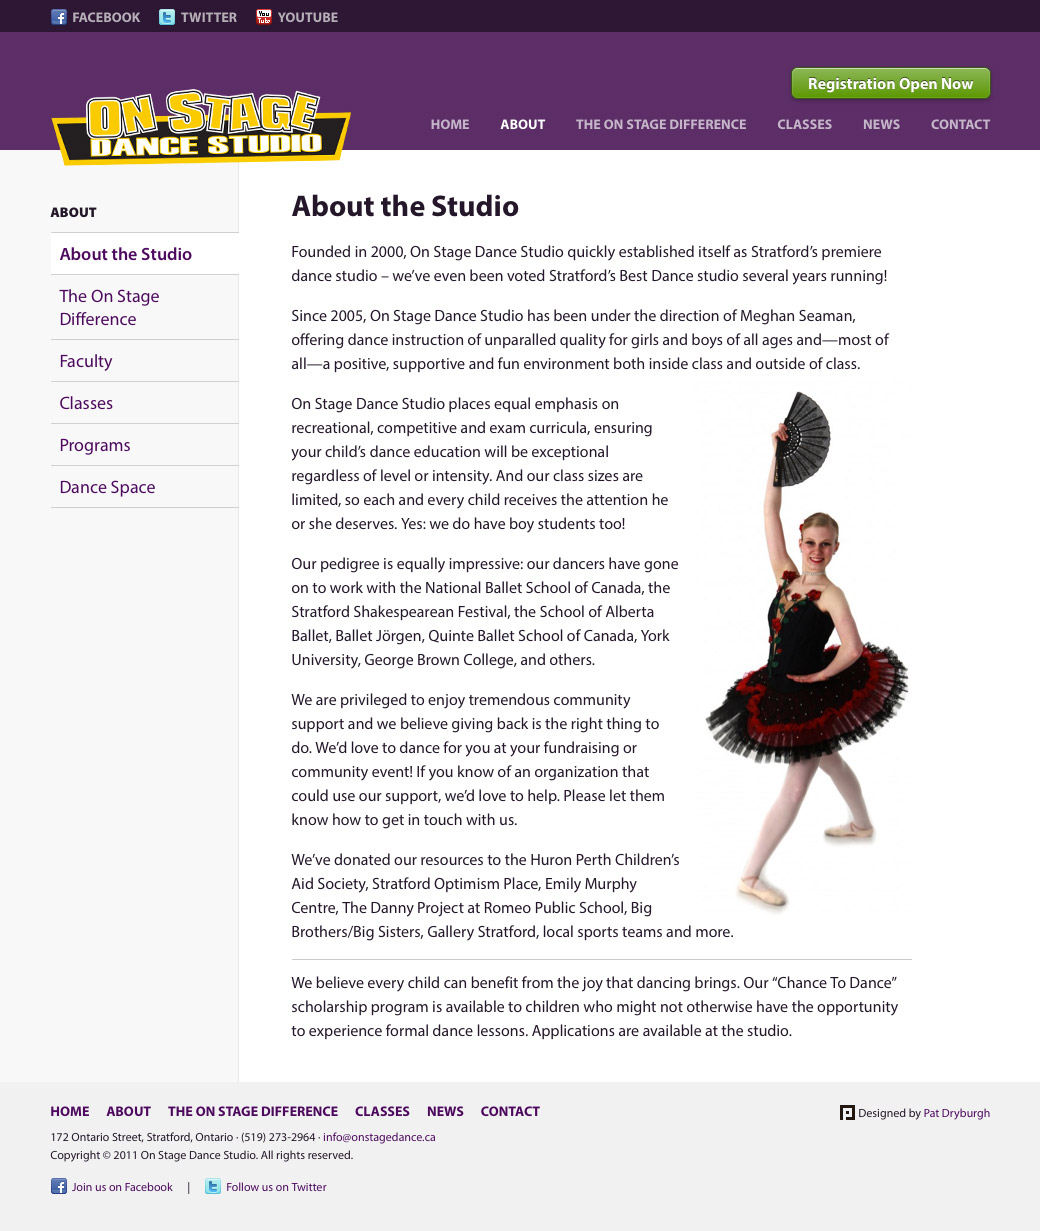 FACEBOOK TWITTER YOUTUBE
Registration Open Now
ON STAGE
DANCE STUDIO
HOME ABOUT THE ON STAGE DIFFERENCE CLASSES NEWS CONTACT
ABOUT
About the Studio
The On Stage
Difference
Faculty
Classes
Programs
Dance Space
About the Studio
Founded in 2000, On Stage Dance Studio quickly established itself as Stratford’s premiere
dance studio – we’ve even been voted Stratford’s Best Dance studio several years running!
Since 2005, On Stage Dance Studio has been under the direction of Meghan Seaman,
offering dance instruction of unparalled quality for girls and boys of all ages and—most of
all—a positive, supportive and fun environment both inside class and outside of class.
On Stage Dance Studio places equal emphasis on
recreational, competitive and exam curricula, ensuring
your child’s dance education will be exceptional
regardless of level or intensity. And our class sizes are
limited, so each and every child receives the attention he
or she deserves. Yes: we do have boy students too!
Our pedigree is equally impressive: our dancers have gone
on to work with the National Ballet School of Canada, the
Stratford Shakespearean Festival, the School of Alberta
Ballet, Ballet Jörgen, Quinte Ballet School of Canada, York
University, George Brown College, and others.
We are privileged to enjoy tremendous community
support and we believe giving back is the right thing to
do. We’d love to dance for you at your fundraising or
community event! If you know of an organization that
could use our support, we’d love to help. Please let them
know how to get in touch with us.
We’ve donated our resources to the Huron Perth Children’s
Aid Society, Stratford Optimism Place, Emily Murphy
Centre, The Danny Project at Romeo Public School, Big
Brothers/Big Sisters, Gallery Stratford, local sports teams and more.
We believe every child can benefit from the joy that dancing brings. Our “Chance To Dance”
scholarship program is available to children who might not otherwise have the opportunity
to experience formal dance lessons. Applications are available at the studio.
HOME ABOUT THE ON STAGE DIFFERENCE CLASSES NEWS CONTACT
Designed by Pat Dryburgh
172 Ontario Street, Stratford, Ontario · (519) 273-2964 · info@onstagedance.ca
Copyright © 2011 On Stage Dance Studio. All rights reserved.
Join us on Facebook | Follow us on Twitter